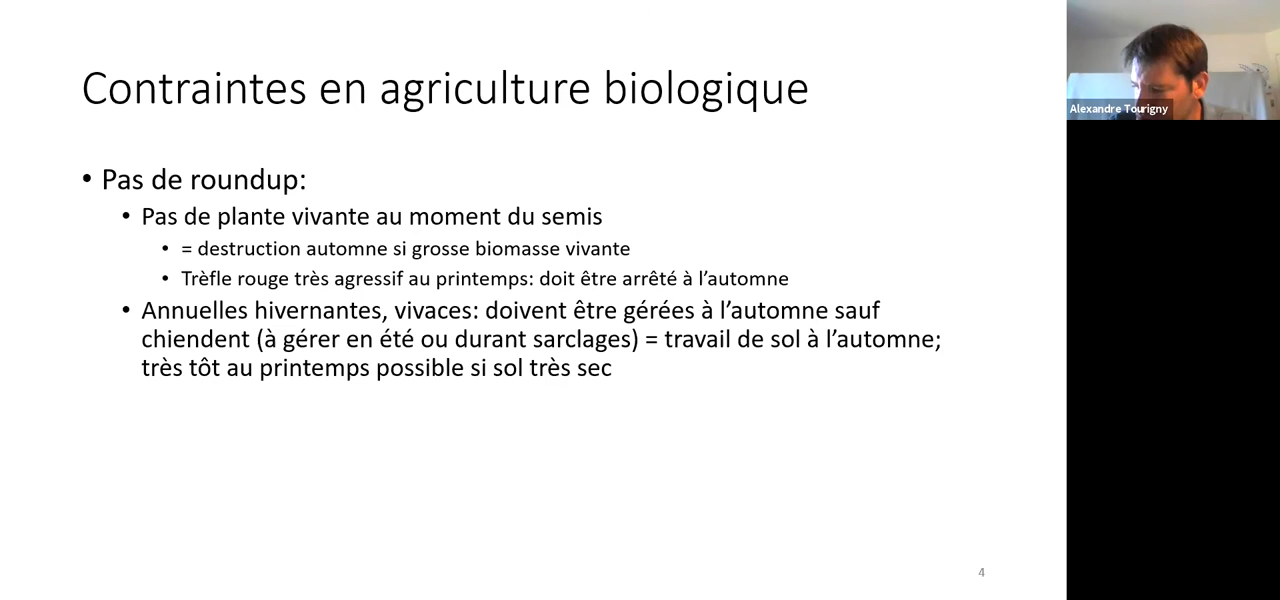 Contraintes en agriculture biologique
• Pas de roundup:
• Pas de plante vivante au moment du semis
• = destruction automne si grosse biomasse vivante
• Trèfle rouge très agressif au printemps: doit être arrêté à l’automne
• Annuelles hivernantes, vivaces: doivent être gérées à l’automne sauf
chiendent (à gérer en été ou durant sarclages) = travail de sol à l’automne;
très tôt au printemps possible si sol très sec
4
Alexandre Tourigny